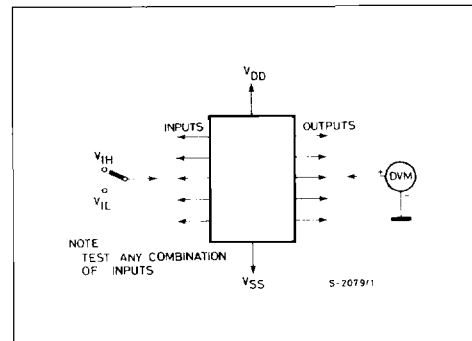 VDD
INPUTS
OUTPUTS
VIH
VIL
DVM
+
-
NOTE
TEST ANY COMBINATION
OF INPUTS
VSS
S-2079/1